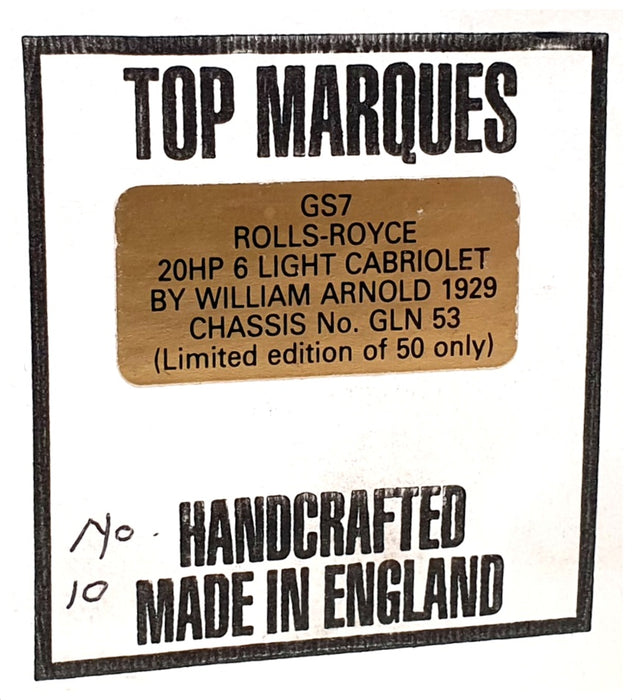 TOP MARQUES
GS7
ROLLS-ROYCE
20HP 6 LIGHT CABRIOLET
BY WILLIAM ARNOLD 1929
CHASSIS No. GLN 53
(Limited edition of 50 only)
No.
10
HANDCRAFTED
MADE IN ENGLAND